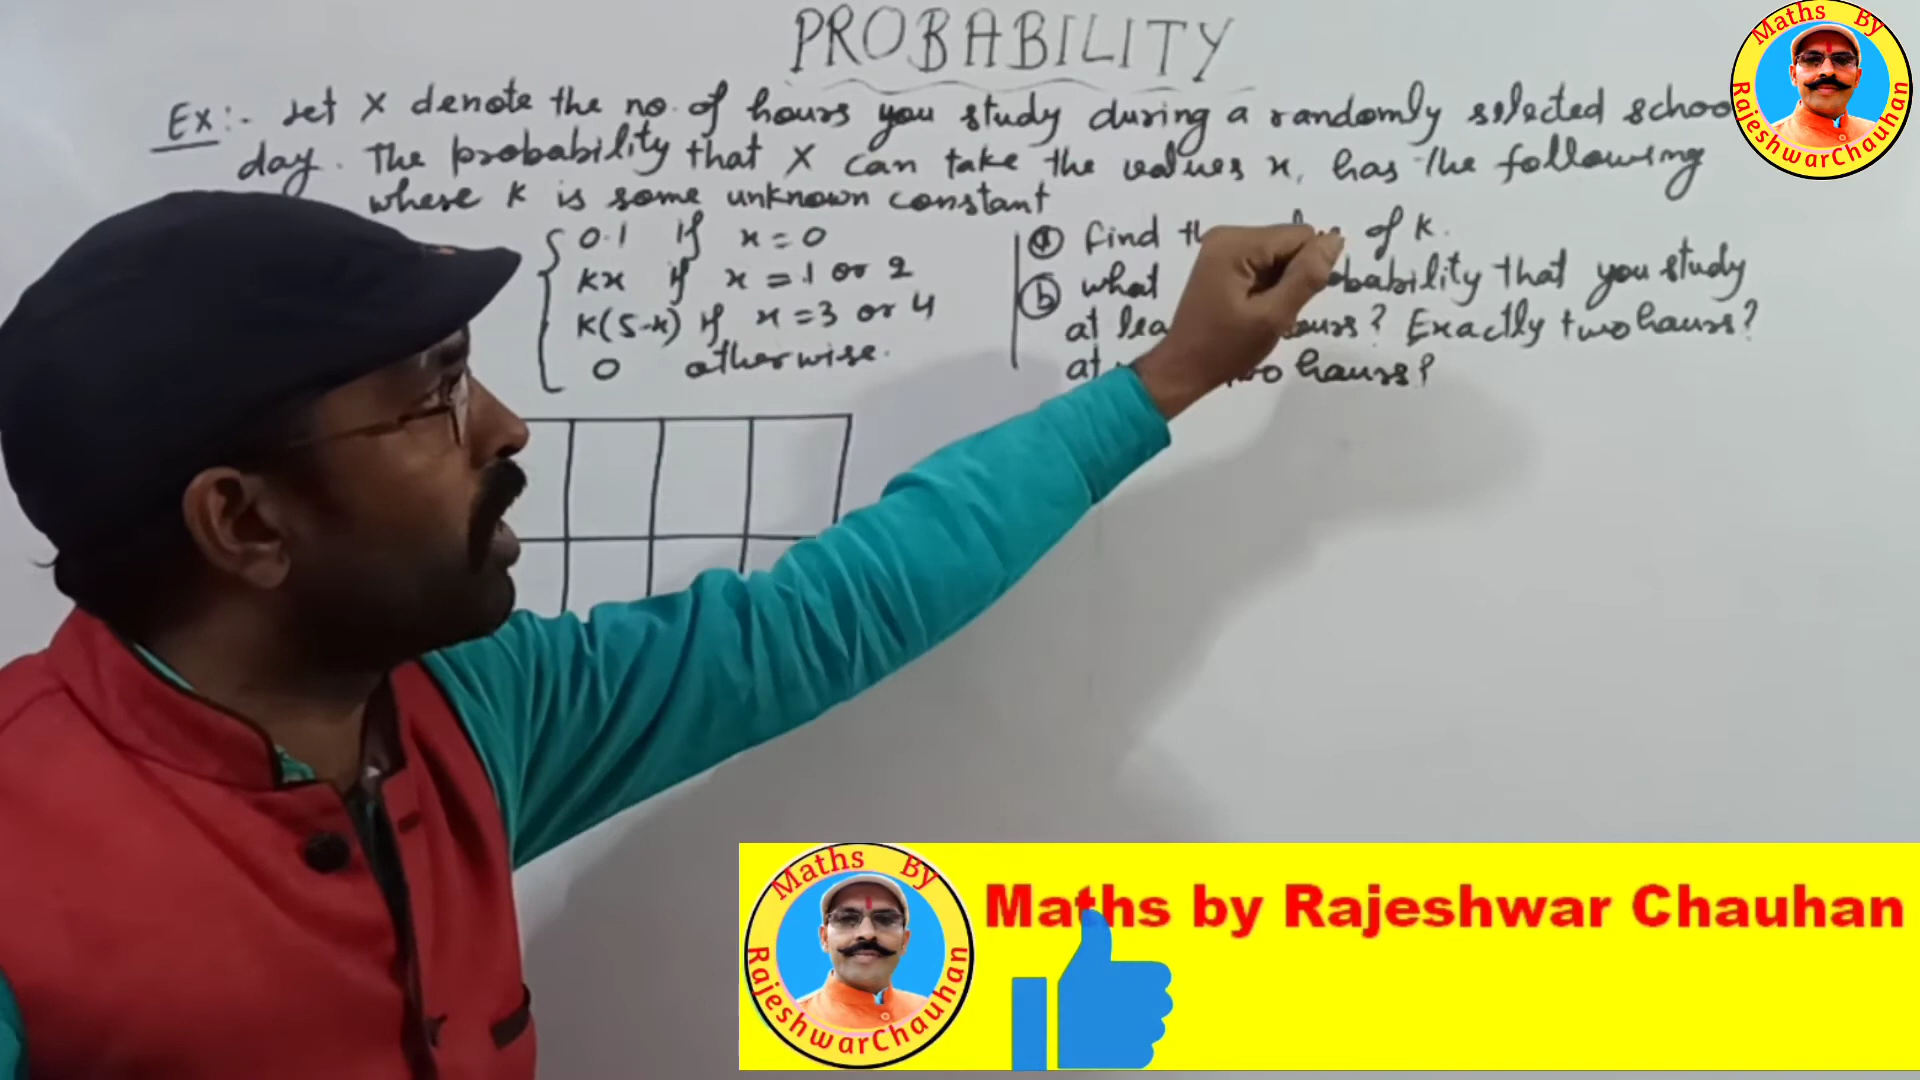 PROBABILITY
Ex:- Let X denote the no. of hours you study during a randomly selected school
day. The probability that X can take the values x, has the following
where k is some unknown constant
0.1 if x = 0
kx if x = 1 or 2
k(5-x) if x = 3 or 4
0 otherwise.
(a) find of k.
(b) what that you study
at Exactly two hours?
at two hours?
Maths By RajeshwarChauhan
Maths By RajeshwarChauhan
Maths by Rajeshwar Chauhan